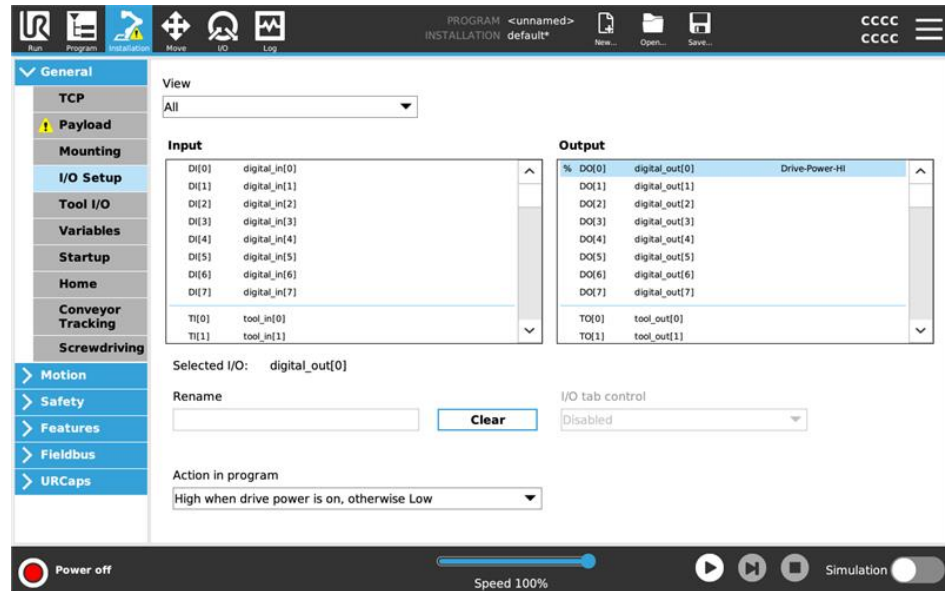 PROGRAM <unnamed>
INSTALLATION default*
CCCC
CCCC
UR
Run
Program
Installation
Move
I/O
Log
New...
Open...
Save...
General
TCP
Payload
Mounting
I/O Setup
Tool I/O
Variables
Startup
Home
Conveyor
Tracking
Screwdriving
Motion
Safety
Features
Fieldbus
URCaps
View
All
Input
DI[0] digital_in[0]
DI[1] digital_in[1]
DI[2] digital_in[2]
DI[3] digital_in[3]
DI[4] digital_in[4]
DI[5] digital_in[5]
DI[6] digital_in[6]
DI[7] digital_in[7]
TI[0] tool_in[0]
TI[1] tool_in[1]
Output
% DO[0] digital_out[0] Drive-Power-HI
DO[1] digital_out[1]
DO[2] digital_out[2]
DO[3] digital_out[3]
DO[4] digital_out[4]
DO[5] digital_out[5]
DO[6] digital_out[6]
DO[7] digital_out[7]
TO[0] tool_out[0]
TO[1] tool_out[1]
Selected I/O: digital_out[0]
Rename
Clear
I/O tab control
Disabled
Action in program
High when drive power is on, otherwise Low
Power off
Speed 100%
Simulation